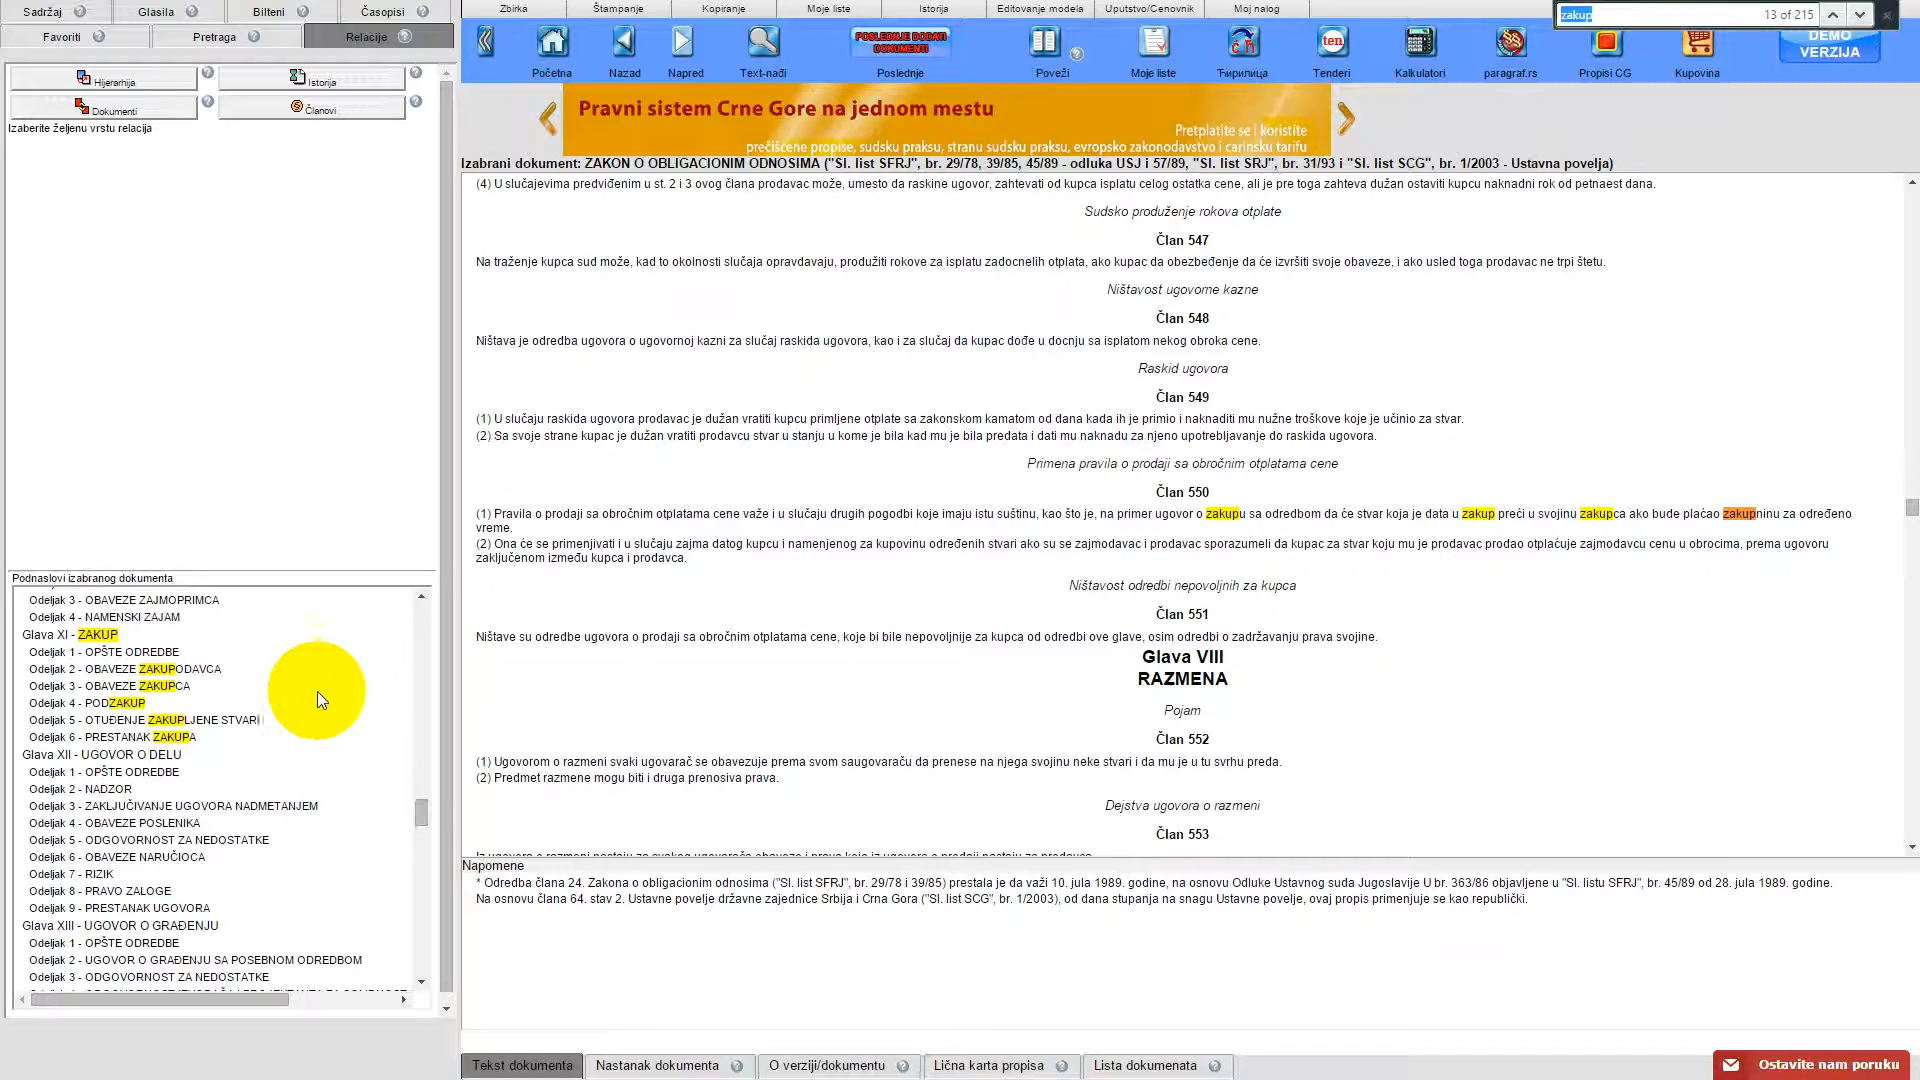 Sadržaj
Glasila
Bilteni
Časopisi
Favoriti
Pretraga
Relacije
Hijerarhija
Istorija
Dokumenti
Članovi
Izaberite željenu vrstu relacija
Podnaslovi izabranog dokumenta
Odeljak 3 - OBAVEZE ZAJMOPRIMCA
Odeljak 4 - NAMENSKI ZAJAM
Glava XI - ZAKUP
Odeljak 1 - OPŠTE ODREDBE
Odeljak 2 - OBAVEZE ZAKUPODAVCA
Odeljak 3 - OBAVEZE ZAKUPCA
Odeljak 4 - PODZAKUP
Odeljak 5 - OTUĐENJE ZAKUPLJENE STVARI
Odeljak 6 - PRESTANAK ZAKUPA
Glava XII - UGOVOR O DELU
Odeljak 1 - OPŠTE ODREDBE
Odeljak 2 - NADZOR
Odeljak 3 - ZAKLJUČIVANJE UGOVORA NADMETANJEM
Odeljak 4 - OBAVEZE POSLENIKA
Odeljak 5 - ODGOVORNOST ZA NEDOSTATKE
Odeljak 6 - OBAVEZE NARUČIOCA
Odeljak 7 - RIZIK
Odeljak 8 - PRAVO ZALOGE
Odeljak 9 - PRESTANAK UGOVORA
Glava XIII - UGOVOR O GRAĐENJU
Odeljak 1 - OPŠTE ODREDBE
Odeljak 2 - UGOVOR O GRAĐENJU SA POSEBNOM ODREDBOM
Odeljak 3 - ODGOVORNOST ZA NEDOSTATKE
Zbirka
Štampanje
Kopiranje
Moje liste
Istorija
Editovanje modela
Uputstvo/Cenovnik
Moj nalog
zakup 13 of 215
Početna
Nazad
Napred
Text-nađi
POSLEDNJE DODATI
DOKUMENTI
Poslednje
Poveži
Moje liste
ćħ
Ћирилица
ten
Tenderi
Kalkulatori
paragraf.rs
Propisi CG
Kupovina
DEMO
VERZIJA
Pravni sistem Crne Gore na jednom mestu
Pretplatite se i koristite
prečišćene propise, sudsku praksu, stranu sudsku praksu, evropsko zakonodavstvo i carinsku tarifu
Izabrani dokument: ZAKON O OBLIGACIONIM ODNOSIMA ("Sl. list SFRJ", br. 29/78, 39/85, 45/89 - odluka USJ i 57/89, "Sl. list SRJ", br. 31/93 i "Sl. list SCG", br. 1/2003 - Ustavna povelja)
(4) U slučajevima predviđenim u st. 2 i 3 ovog člana prodavac može, umesto da raskine ugovor, zahtevati od kupca isplatu celog ostatka cene, ali je pre toga zahteva dužan ostaviti kupcu naknadni rok od petnaest dana.
Sudsko produženje rokova otplate
Član 547
Na traženje kupca sud može, kad to okolnosti slučaja opravdavaju, produžiti rokove za isplatu zadocnelih otplata, ako kupac da obezbeđenje da će izvršiti svoje obaveze, i ako usled toga prodavac ne trpi štetu.
Ništavost ugovorne kazne
Član 548
Ništava je odredba ugovora o ugovornoj kazni za slučaj raskida ugovora, kao i za slučaj da kupac dođe u docnju sa isplatom nekog obroka cene.
Raskid ugovora
Član 549
(1) U slučaju raskida ugovora prodavac je dužan vratiti kupcu primljene otplate sa zakonskom kamatom od dana kada ih je primio i naknaditi mu nužne troškove koje je učinio za stvar.
(2) Sa svoje strane kupac je dužan vratiti prodavcu stvar u stanju u kome je bila kad mu je bila predata i dati mu naknadu za njeno upotrebljavanje do raskida ugovora.
Primena pravila o prodaji sa obročnim otplatama cene
Član 550
(1) Pravila o prodaji sa obročnim otplatama cene važe i u slučaju drugih pogodbi koje imaju istu suštinu, kao što je, na primer ugovor o zakupu sa odredbom da će stvar koja je data u zakup preći u svojinu zakupca ako bude plaćao zakupninu za određeno
vreme.
(2) Ona će se primenjivati i u slučaju zajma datog kupcu i namenjenog za kupovinu određenih stvari ako su se zajmodavac i prodavac sporazumeli da kupac za stvar koju mu je prodavac prodao otplaćuje zajmodavcu cenu u obrocima, prema ugovoru
zaključenom između kupca i prodavca.
Ništavost odredbi nepovoljnih za kupca
Član 551
Ništave su odredbe ugovora o prodaji sa obročnim otplatama cene, koje bi bile nepovoljnije za kupca od odredbi ove glave, osim odredbi o zadržavanju prava svojine.
Glava VIII
RAZMENA
Pojam
Član 552
(1) Ugovorom o razmeni svaki ugovarač se obavezuje prema svom saugovaraču da prenese na njega svojinu neke stvari i da mu je u tu svrhu preda.
(2) Predmet razmene mogu biti i druga prenosiva prava.
Dejstva ugovora o razmeni
Član 553
Iz ugovora o razmeni nastaju za svakog ugovarača obaveze i prava koje iz ugovora o prodaji nastaju za prodavca.
Napomene
* Odredba člana 24. Zakona o obligacionim odnosima ("Sl. list SFRJ", br. 29/78 i 39/85) prestala je da važi 10. jula 1989. godine, na osnovu Odluke Ustavnog suda Jugoslavije U br. 363/86 objavljene u "Sl. listu SFRJ", br. 45/89 od 28. jula 1989. godine.
Na osnovu člana 64. stav 2. Ustavne povelje državne zajednice Srbija i Crna Gora ("Sl. list SCG", br. 1/2003), od dana stupanja na snagu Ustavne povelje, ovaj propis primenjuje se kao republički.
Tekst dokumenta
Nastanak dokumenta
O verziji/dokumentu
Lična karta propisa
Lista dokumenata
Ostavite nam poruku